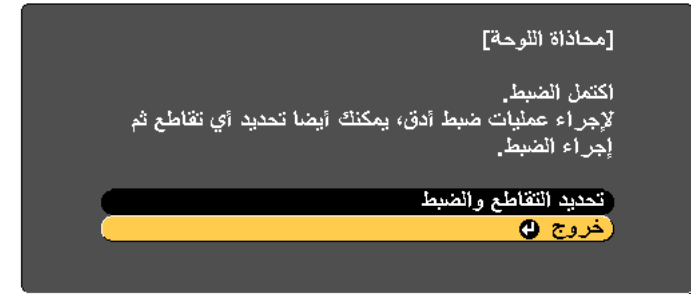 [محاذاة اللوحة]
اكتمل الضبط.
لإجراء عمليات ضبط أدق، يمكنك أيضا تحديد أي تقاطع ثم
إجراء الضبط.
تحديد التقاطع والضبط
خروج